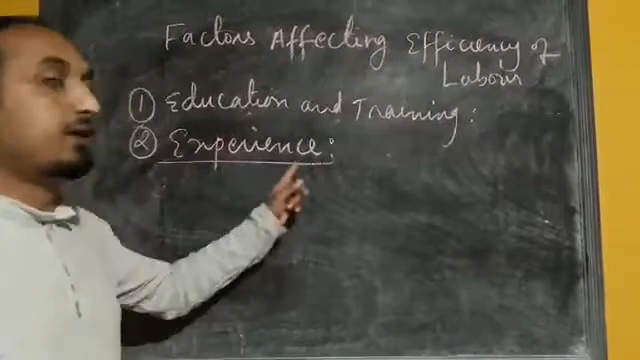 Factors Affecting Efficiency of
Labour
① Education and Training:
② Experience: